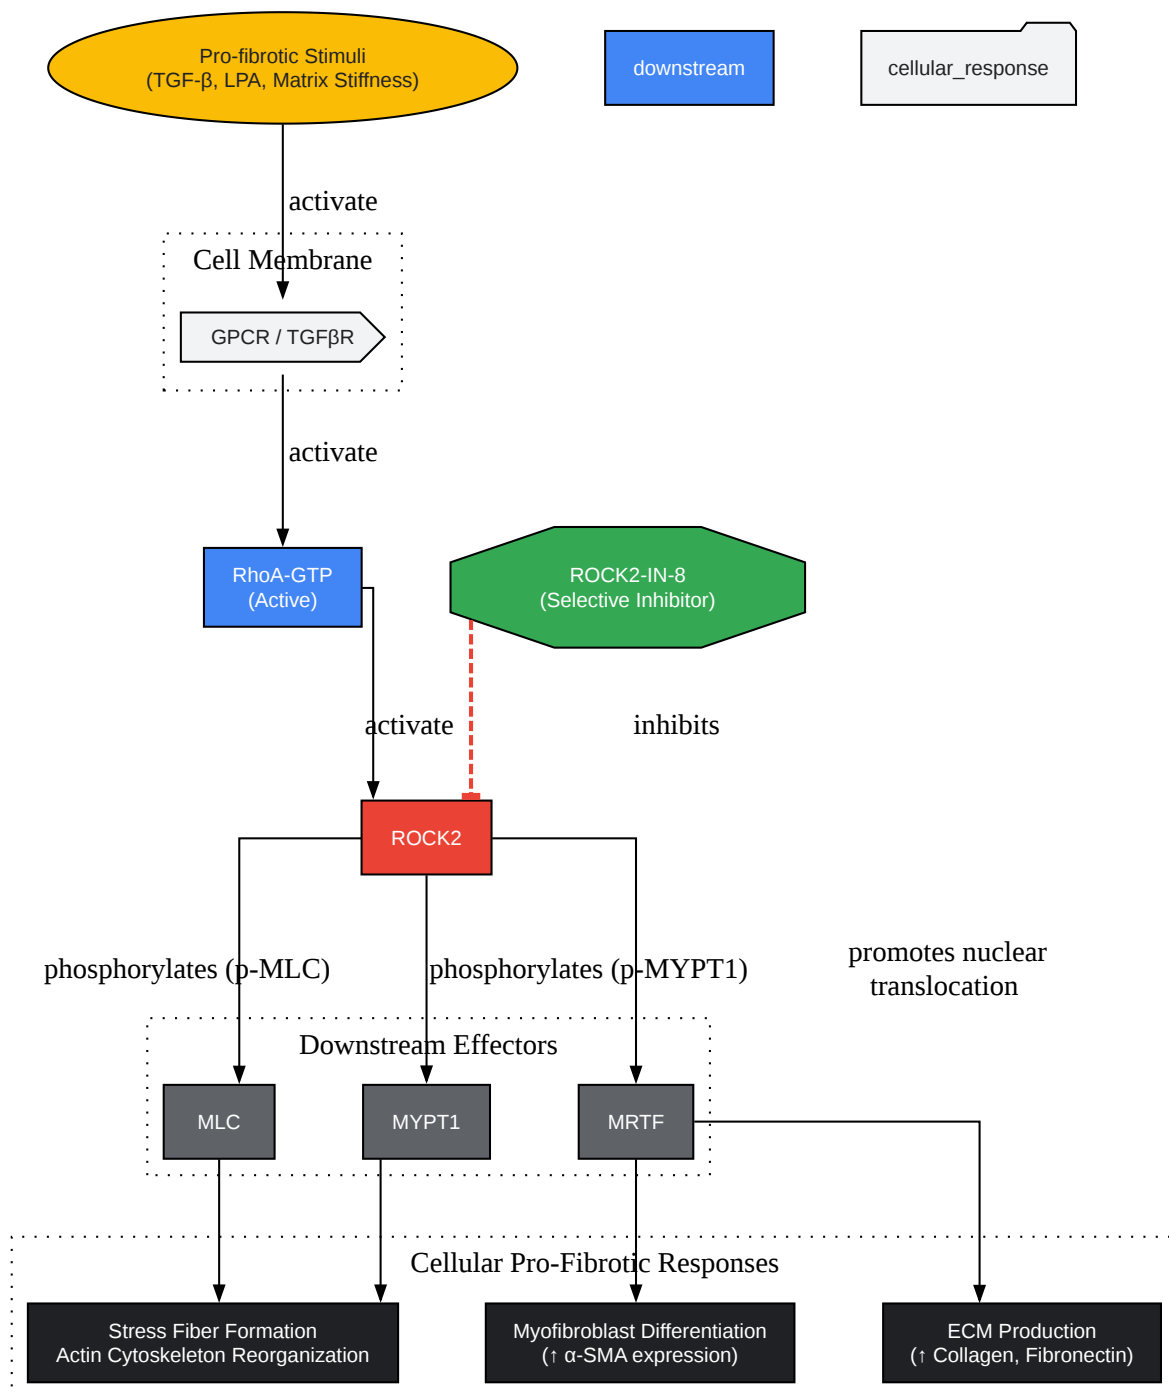 Pro-fibrotic Stimuli
(TGF-β, LPA, Matrix Stiffness)
downstream
cellular_response
activate
Cell Membrane
GPCR / TGFβR
activate
RhoA-GTP
(Active)
ROCK2-IN-8
(Selective Inhibitor)
activate
inhibits
ROCK2
phosphorylates (p-MLC)
phosphorylates (p-MYPT1)
promotes nuclear
translocation
Downstream Effectors
MLC
MYPT1
MRTF
Cellular Pro-Fibrotic Responses
Stress Fiber Formation
Actin Cytoskeleton Reorganization
Myofibroblast Differentiation
(↑ α-SMA expression)
ECM Production
(↑ Collagen, Fibronectin)